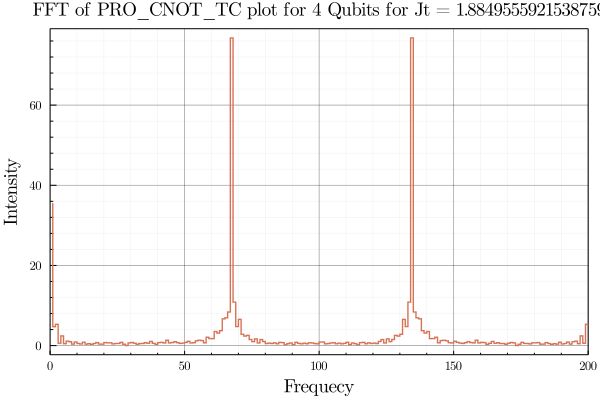 FFT of PRO_CNOT_TC plot for 4 Qubits for Jt = 1.8849555921538759
60
40
20
0
Intensity
0 50 100 150 200
Frequecy